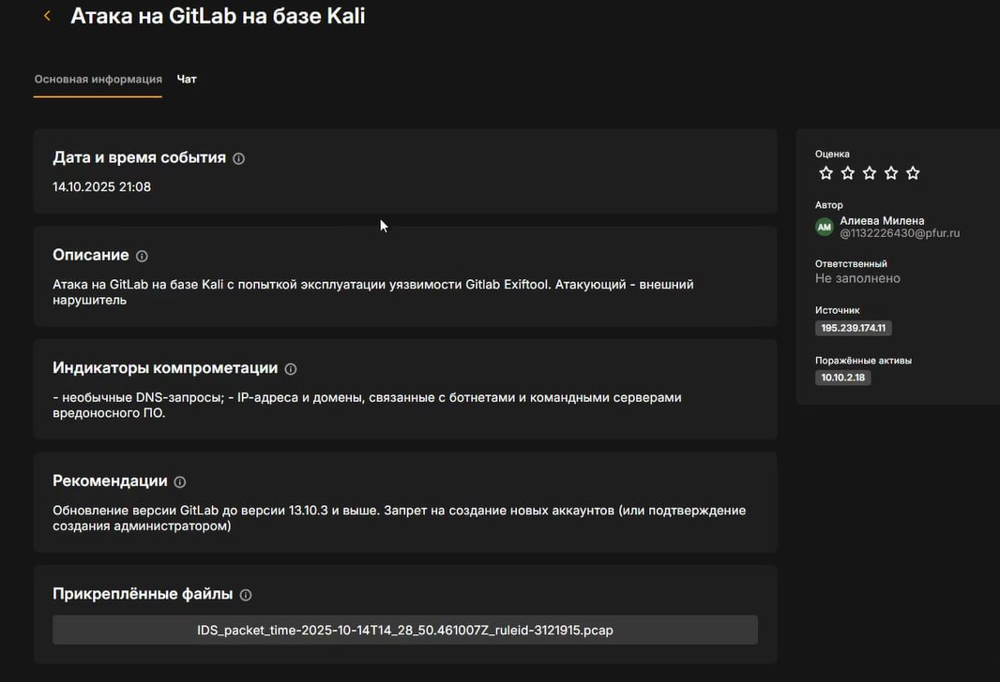 Атака на GitLab на базе Kali
Основная информация
Чат
Дата и время события
14.10.2025 21:08
Описание
Атака на GitLab на базе Kali с попыткой эксплуатации уязвимости Gitlab Exiftool. Атакующий - внешний
нарушитель
Индикаторы компрометации
- необычные DNS-запросы; - IP-адреса и домены, связанные с ботнетами и командными серверами
вредоносного ПО.
Рекомендации
Обновление версии GitLab до версии 13.10.3 и выше. Запрет на создание новых аккаунтов (или подтверждение
создания администратором)
Прикреплённые файлы
IDS_packet_time-2025-10-14T14_28_50.461007Z_ruleid-3121915.pcap
Оценка
Автор
АМ
Алиева Милена
@1132226430@pfur.ru
Ответственный
Не заполнено
Источник
195.239.174.11
Поражённые активы
10.10.2.18